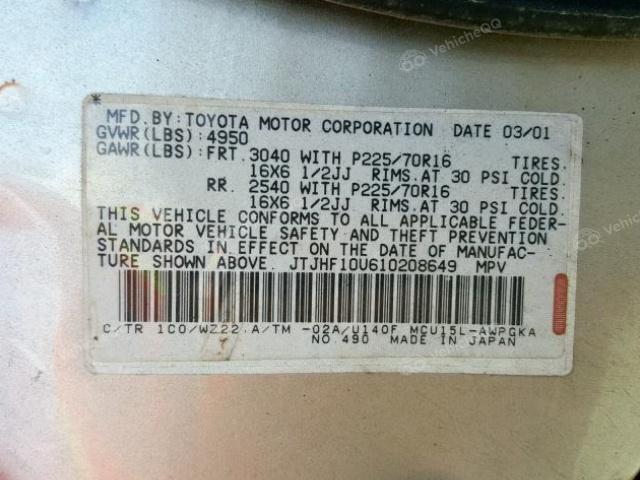 VehicleQQ
*
MFD.BY:TOYOTA MOTOR CORPORATION DATE 03/01
GVWR(LBS):4950
GAWR(LBS):FRT.3040 WITH P225/70R16 TIRES.
16X6 1/2JJ RIMS.AT 30 PSI COLD.
RR. 2540 WITH P225/70R16 TIRES.
16X6 1/2JJ RIMS.AT 30 PSI COLD.
THIS VEHICLE CONFORMS TO ALL APPLICABLE FEDER-
AL MOTOR VEHICLE SAFETY AND THEFT PREVENTION
STANDARDS IN EFFECT ON THE DATE OF MANUFAC-
TURE SHOWN ABOVE. JTJHF10U610208649 MPV
C/TR 1C0/WZ22 A/TM -02A/U140F MCU15L-AWPGKA
NO.490 MADE IN JAPAN